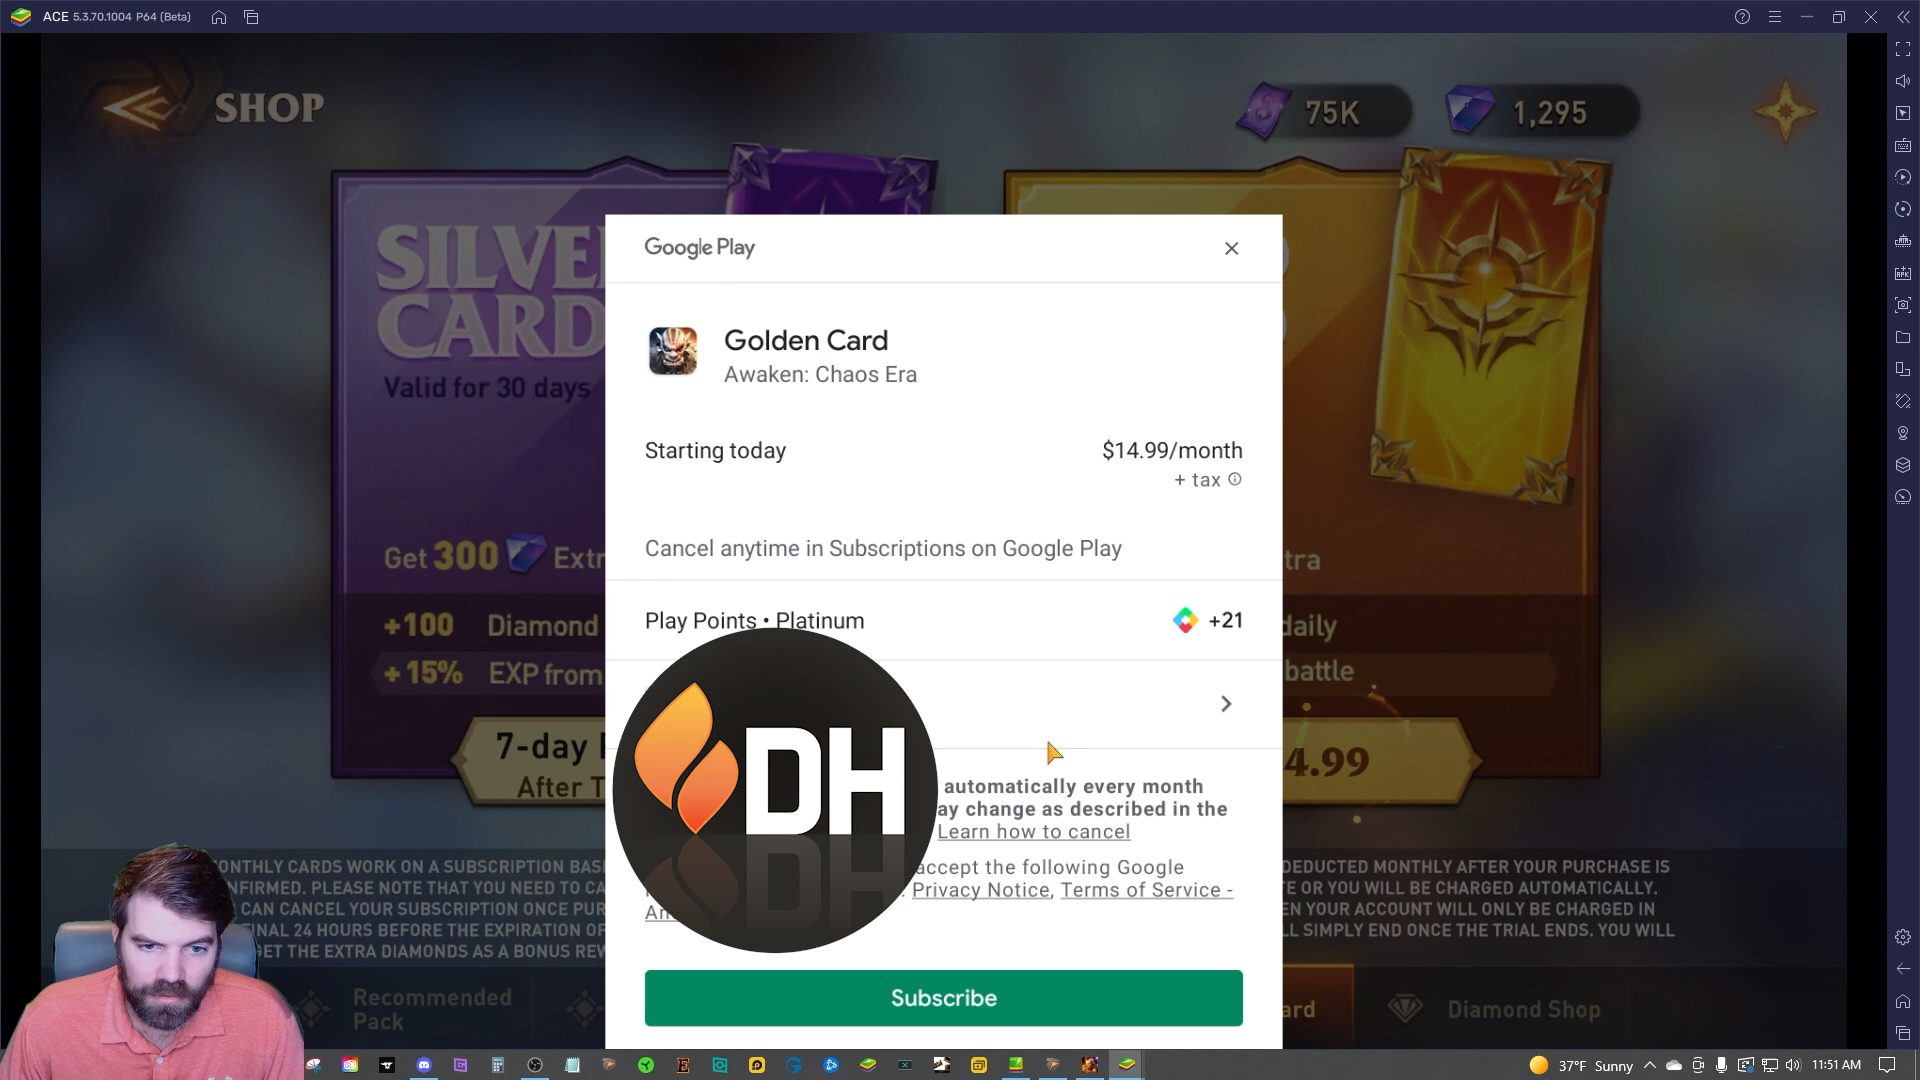 ACE 5.3.70.1004 P64 (Beta)
SHOP
75K
1,295
SILVE
CARD
Valid for 30 days
Get 300 Extr
+100 Diamond
+15% EXP from
7-day
After T
Google Play
Golden Card
Awaken: Chaos Era
Starting today
$14.99/month
+ tax
Cancel anytime in Subscriptions on Google Play
Play Points • Platinum
+21
DH
automatically every month
ay change as described in the
Learn how to cancel
accept the following Google
Privacy Notice, Terms of Service -
An
Subscribe
tra
daily
battle
4.99
ONTHLY CARDS WORK ON A SUBSCRIPTION BAS
DEDUCTED MONTHLY AFTER YOUR PURCHASE IS
NFIRMED. PLEASE NOTE THAT YOU NEED TO CA
E OR YOU WILL BE CHARGED AUTOMATICALLY.
CAN CANCEL YOUR SUBSCRIPTION ONCE PUR
EN YOUR ACCOUNT WILL ONLY BE CHARGED IN
INAL 24 HOURS BEFORE THE EXPIRATION OF
LL SIMPLY END ONCE THE TRIAL ENDS. YOU WILL
GET THE EXTRA DIAMONDS AS A BONUS REW
Recommended
Pack
ard
Diamond Shop
37°F Sunny
11:51 AM